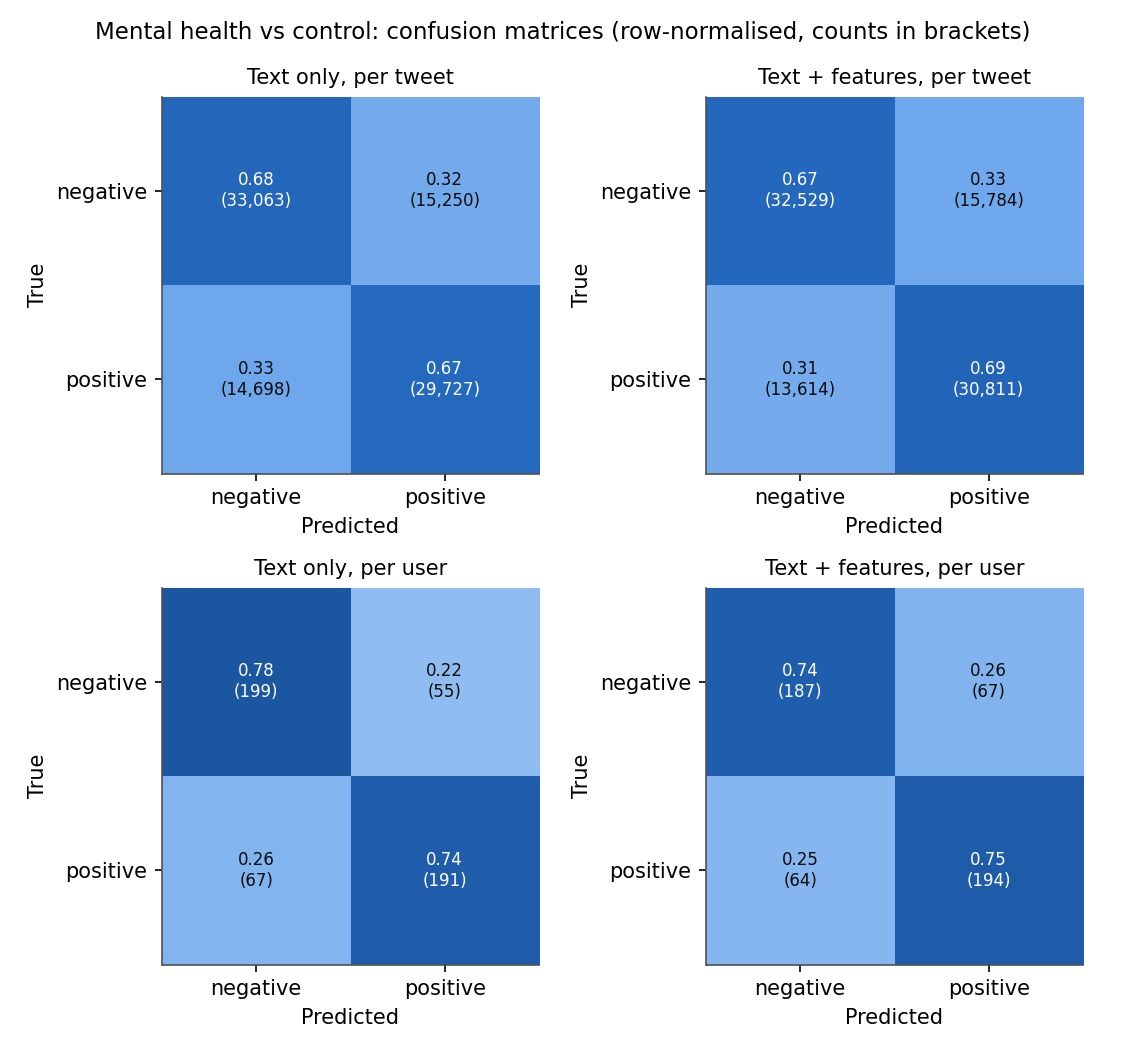 Mental health vs control: confusion matrices (row-normalised, counts in brackets)
Text only, per tweet
True
negative
0.68
(33,063)
0.32
(15,250)
positive
0.33
(14,698)
0.67
(29,727)
negative
positive
Predicted
Text + features, per tweet
True
negative
0.67
(32,529)
0.33
(15,784)
positive
0.31
(13,614)
0.69
(30,811)
negative
positive
Predicted
Text only, per user
True
negative
0.78
(199)
0.22
(55)
positive
0.26
(67)
0.74
(191)
negative
positive
Predicted
Text + features, per user
True
negative
0.74
(187)
0.26
(67)
positive
0.25
(64)
0.75
(194)
negative
positive
Predicted